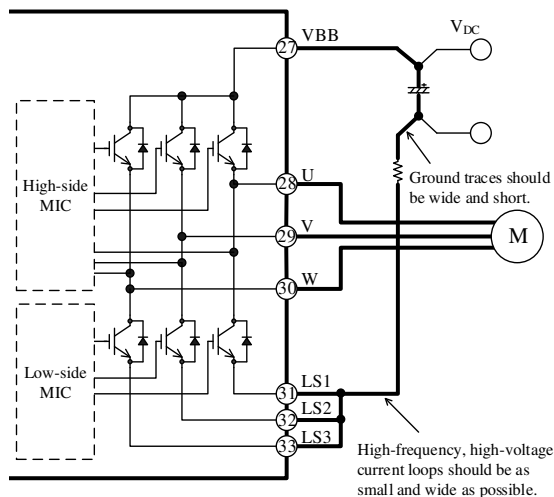 27
VBB
V_DC
High-side
MIC
28
U
Ground traces should
be wide and short.
29
V
M
30
W
Low-side
MIC
31
LS1
32
LS2
33
LS3
High-frequency, high-voltage
current loops should be as
small and wide as possible.